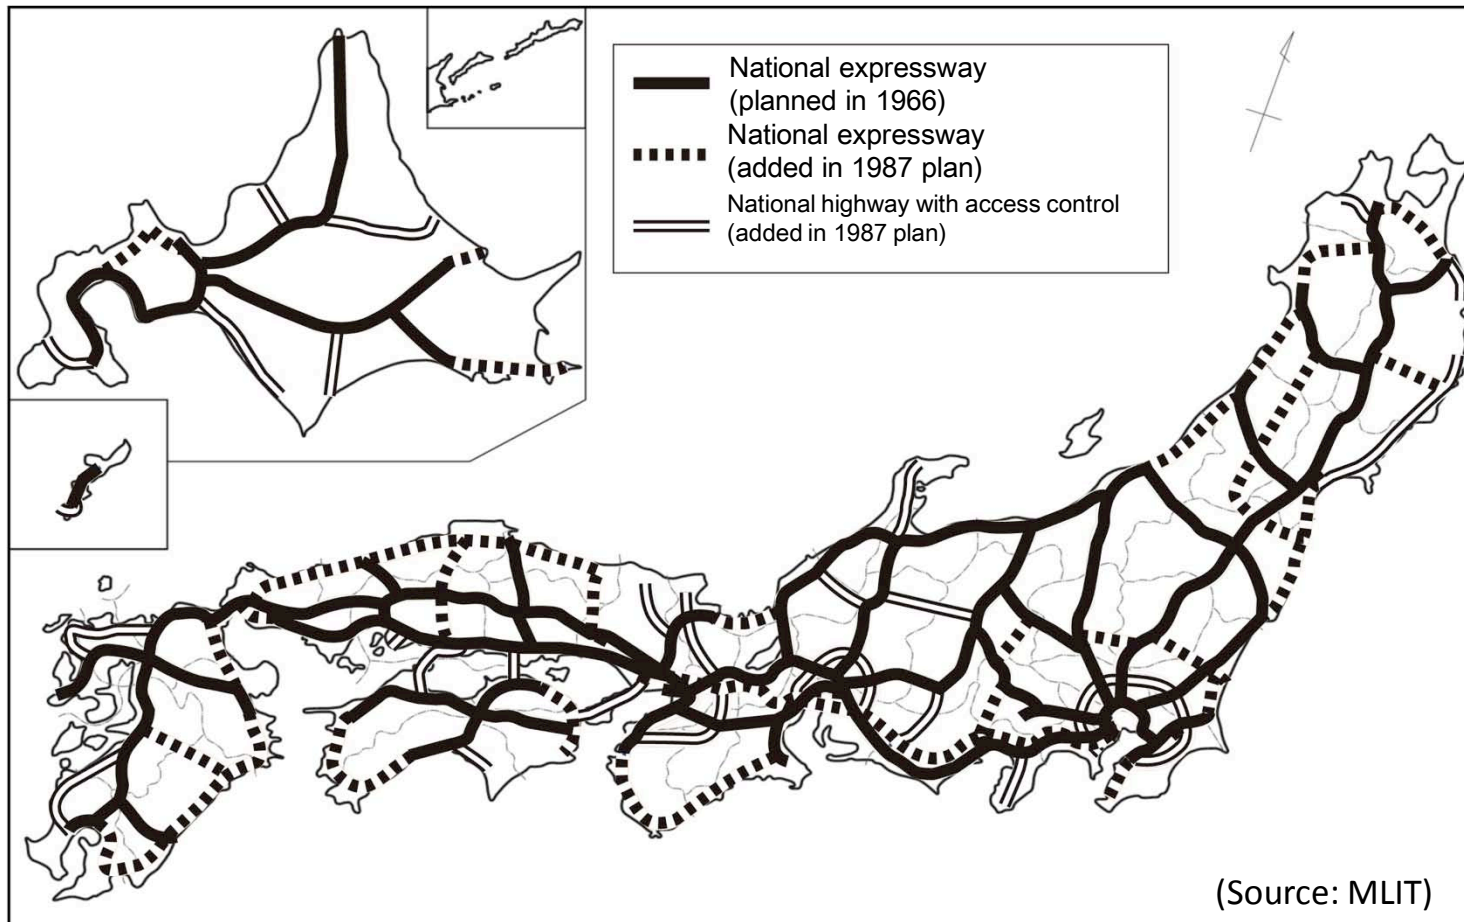 National expressway
(planned in 1966)
National expressway
(added in 1987 plan)
National highway with access control
(added in 1987 plan)
(Source: MLIT)